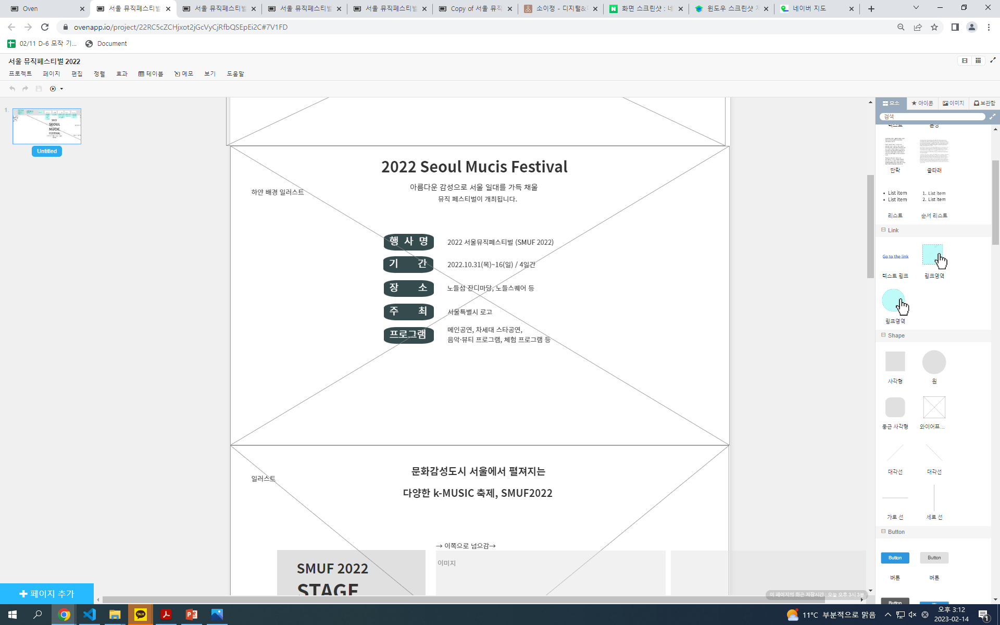 Oven
서울 뮤직페스티벌
서울 뮤직페스티벌
서울 뮤직페스티벌
서울 뮤직페스티벌
Copy of 서울 뮤직
소이정 - 디지털&
화면 스크린샷 : 네
윈도우 스크린샷
네이버 지도
ovenapp.io/project/22RC5cZCHjxot2jGcVyCjRfbQSEpEi2C#7V1FD
02/11 D-6 모작 기...
Document
서울 뮤직페스티벌 2022
프로젝트 페이지 편집 정렬 효과 테이블 메모 보기 도움말
1.
2022
SEOUL
MUCIC
FESTIVAL
Untitled
페이지 추가
2022 Seoul Mucis Festival
아름다운 감성으로 서울 일대를 가득 채울
뮤직 페스티벌이 개최됩니다.
하얀 배경 일러스트
행 사 명
2022 서울뮤직페스티벌 (SMUF 2022)
기 간
2022.10.31(목)~16(일) / 4일간
장 소
노들섬 잔디마당, 노들스퀘어 등
주 최
서울특별시 로고
프로그램
메인공연, 차세대 스타공연,
음악·뷰티 프로그램, 체험 프로그램 등
문화감성도시 서울에서 펼져지는
다양한 k-MUSIC 축제, SMUF2022
일러스트
→ 이쪽으로 넘으감→
SMUF 2022
STAGE
이미지
이 페이지의 최근 저장시간 : 오늘 오후 3시 3분
요소 아이콘 이미지 보관함
검색
텍스트 문장
단락 글타래
• List item
• List item
1. List item
2. List item
리스트 순서 리스트
Link
Go to the link
텍스트 링크 링크영역
링크영역
Shape
사각형 원
둥근 사각형 와이어프...
대각선 대각선
가로 선 세로 선
Button
Button Button
버튼 버튼
Button
TALK
11°C 부분적으로 맑음
오후 3:12
2023-02-14
1